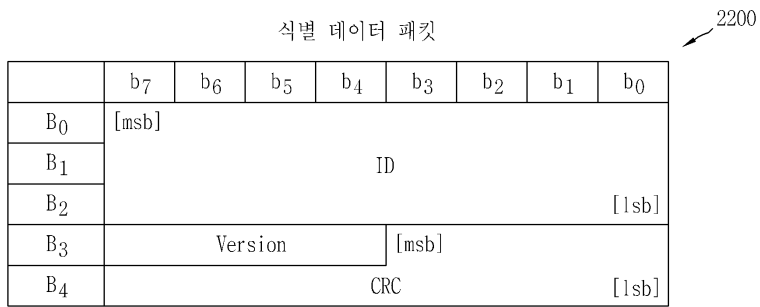 식별 데이터 패킷
2200
b7 b6 b5 b4 b3 b2 b1 b0
B0 [msb]
B1 ID
B2 [lsb]
B3 Version [msb]
B4 CRC [lsb]